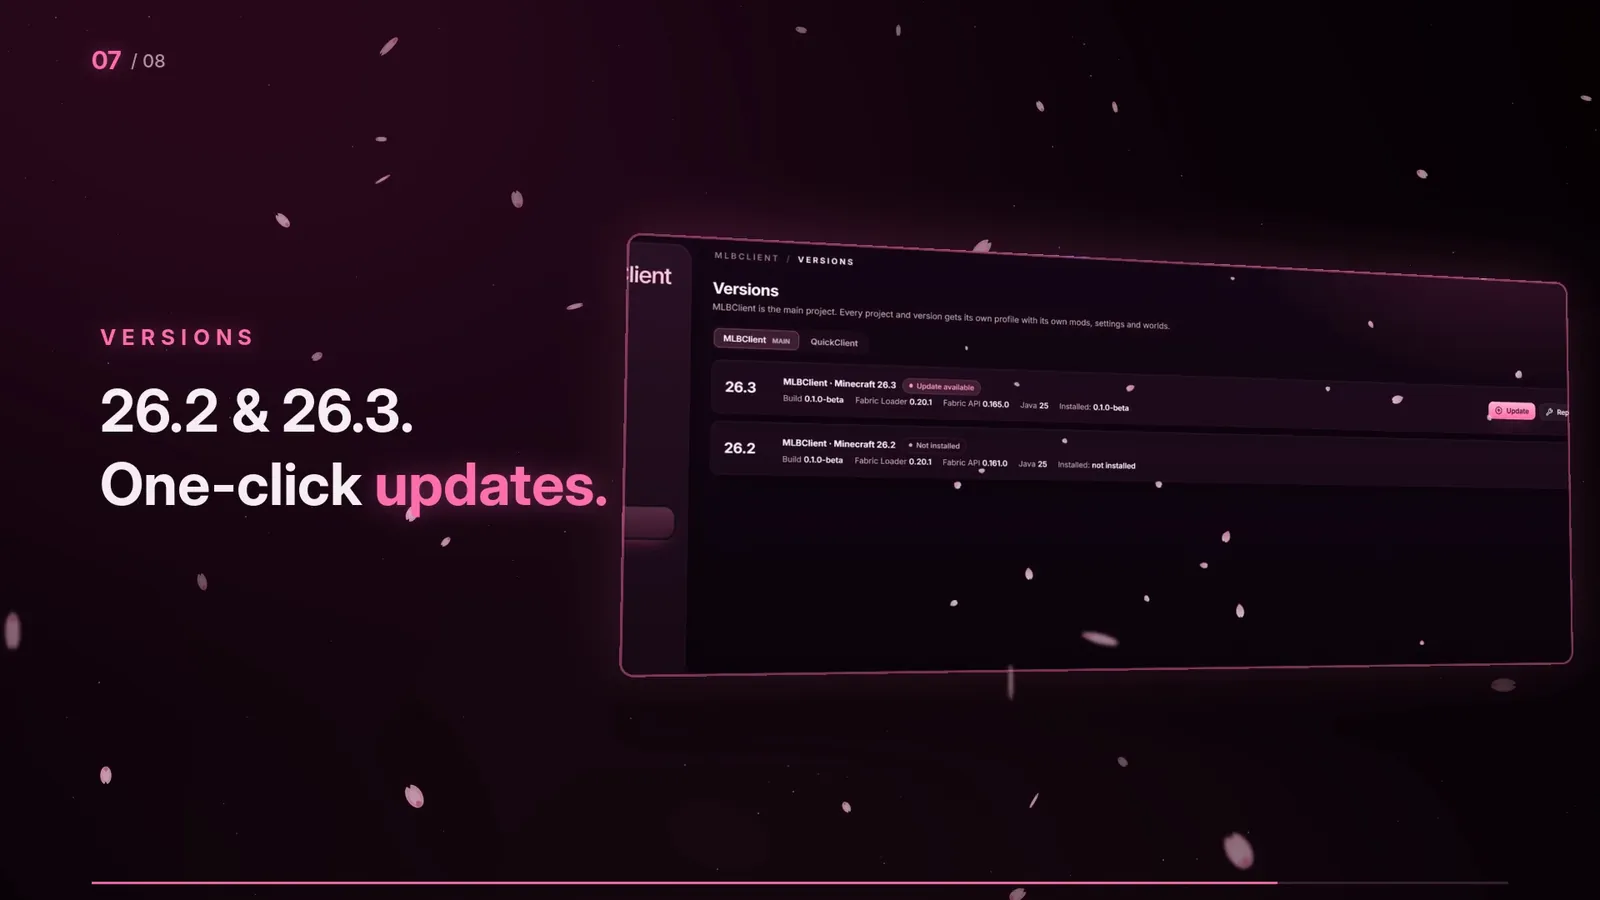 07 / 08
VERSIONS
26.2 & 26.3.
One-click updates.
Client
MLBCLIENT / VERSIONS
Versions
MLBClient is the main project. Every project and version gets its own profile with its own mods, settings and worlds.
MLBClient MAIN QuickClient
26.3 MLBClient · Minecraft 26.3 Update available
Build 0.1.0-beta Fabric Loader 0.20.1 Fabric API 0.165.0 Java 25 Installed: 0.1.0-beta
Update Rep
26.2 MLBClient · Minecraft 26.2 Not installed
Build 0.1.0-beta Fabric Loader 0.20.1 Fabric API 0.161.0 Java 25 Installed: not installed